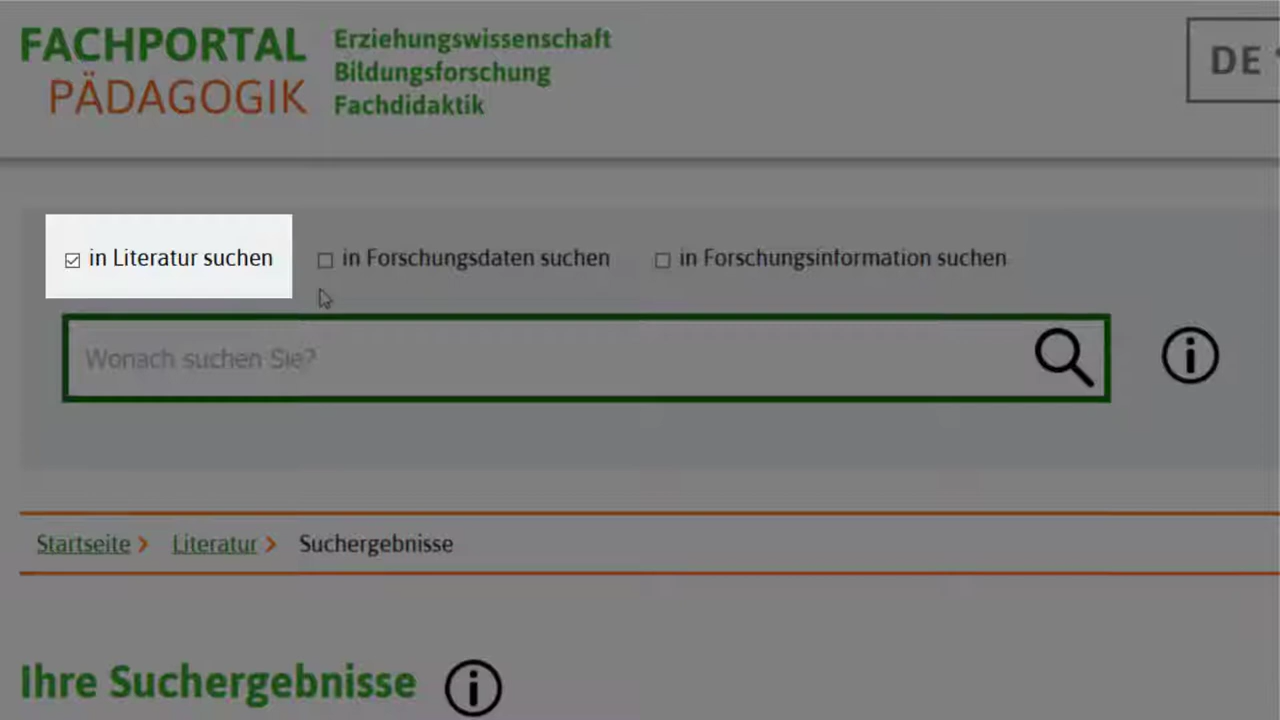 FACHPORTAL
PÄDAGOGIK
Erziehungswissenschaft
Bildungsforschung
Fachdidaktik
DE
in Literatur suchen
in Forschungsdaten suchen
in Forschungsinformation suchen
Wonach suchen Sie?
Startseite > Literatur > Suchergebnisse
Ihre Suchergebnisse